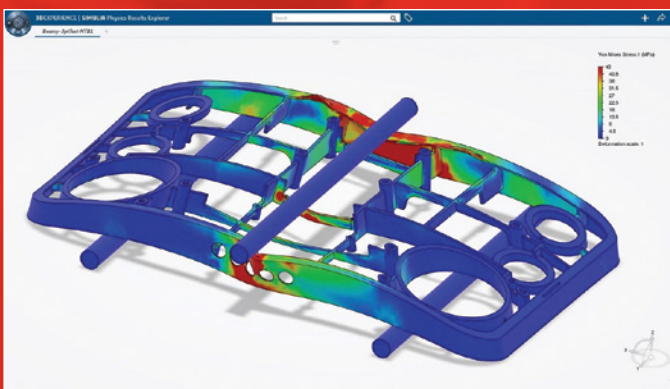 3DEXPERIENCE | SIMULIA Physics Results Explorer
Search
Von Mises Stress.1 (MPa)
45
40.5
36
31.5
27
22.5
18
13.5
9
4.5
0
Deformation scale: 1
Z
X
Y